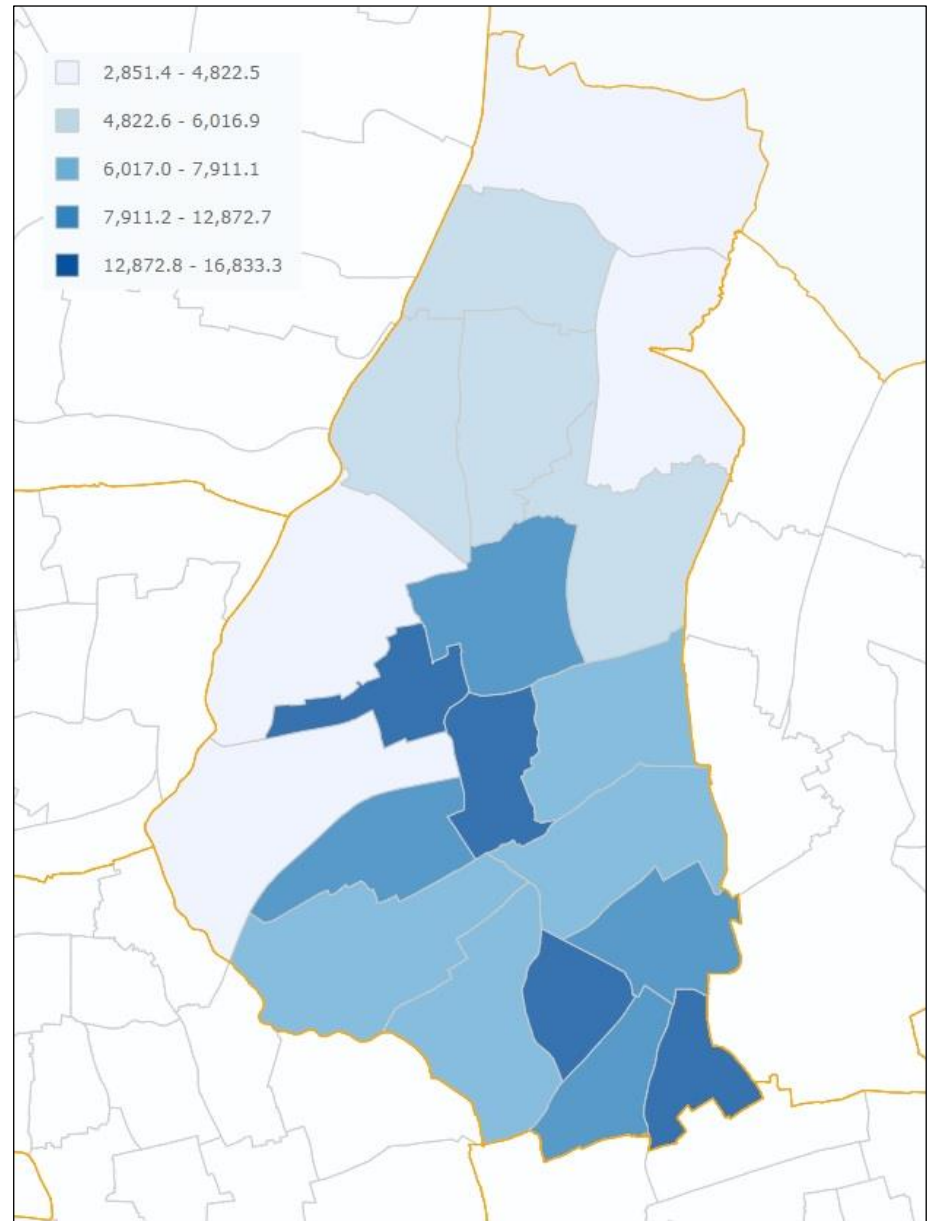 2,851.4 - 4,822.5
4,822.6 - 6,016.9
6,017.0 - 7,911.1
7,911.2 - 12,872.7
12,872.8 - 16,833.3